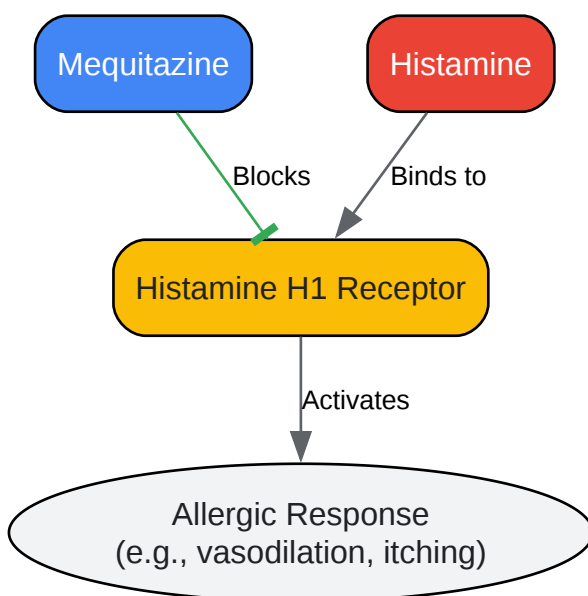 Mequitazine
Histamine
Blocks
Binds to
Histamine H1 Receptor
Activates
Allergic Response
(e.g., vasodilation, itching)